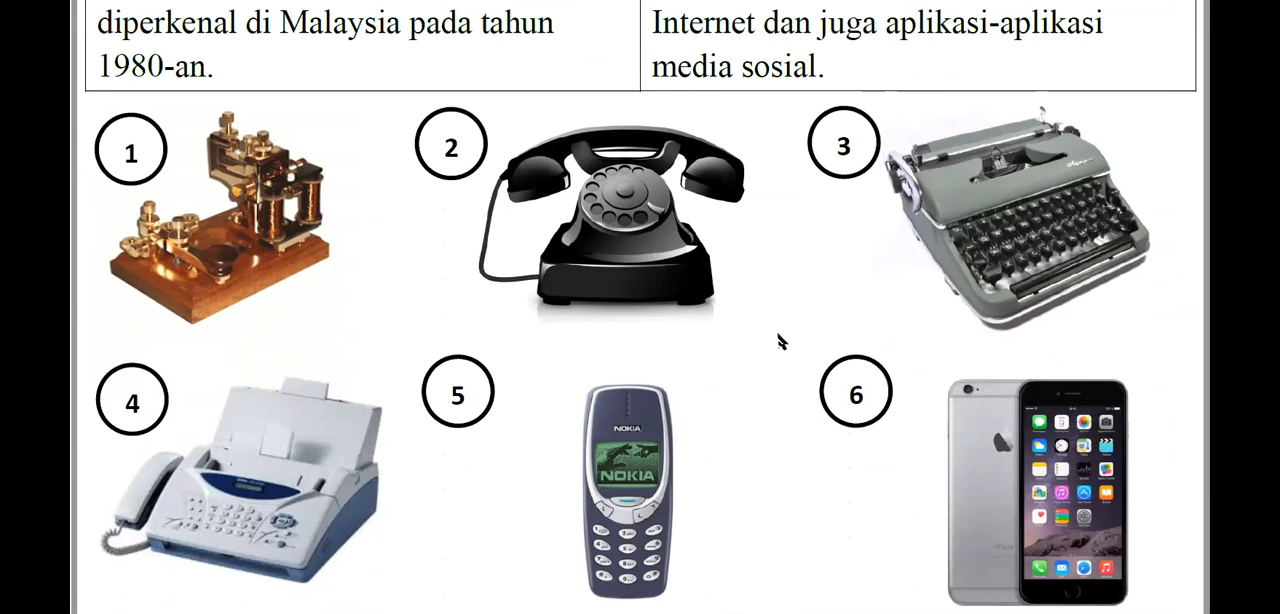 diperkenal di Malaysia pada tahun
1980-an.
Internet dan juga aplikasi-aplikasi
media sosial.
1
2
3
4
5
6
NOKIA
NOKIA